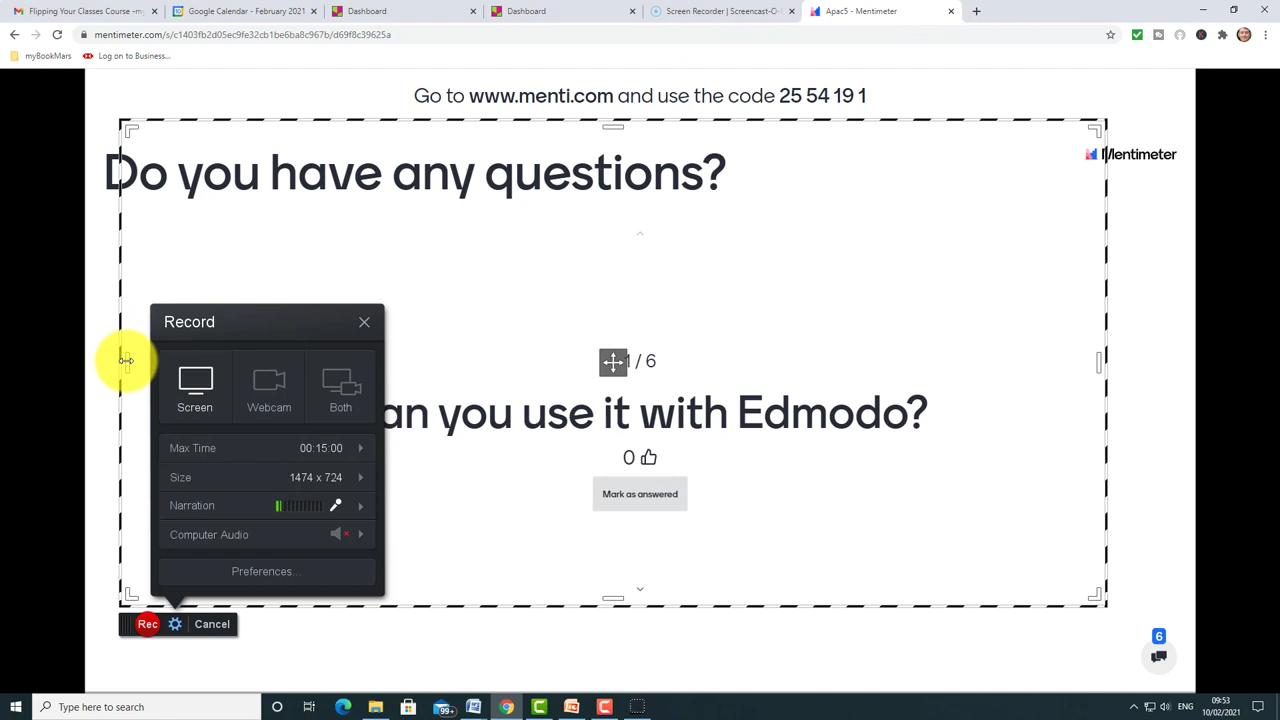 Flipping Your Classes Course -my
Google Calendar - February 2021
Dashboard
Dashboard
Screen Recorder | Screencast-O-
Apac5 - Mentimeter
mentimeter.com/s/c1403fb2d05ec9fe32cb1be6ba8c967b/d69f8c39625a
myBookMars
Log on to Business...
Go to www.menti.com and use the code 25 54 19 1
Do you have any questions?
Mentimeter
Record
Screen
Webcam
Both
Max Time 00:15:00
Size 1474 x 724
Narration
Computer Audio
Preferences...
1 / 6
an you use it with Edmodo?
0
Mark as answered
Rec
Cancel
6
Type here to search
99+
ENG
09:53
10/02/2021